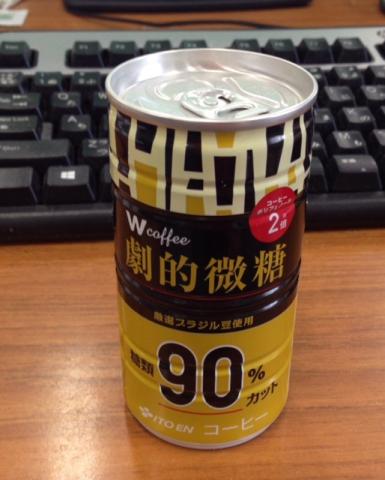 コーヒー
ポリフェノール
2倍
W coffee
劇的微糖
厳選ブラジル豆使用
糖類 90% カット
ITO EN コーヒー